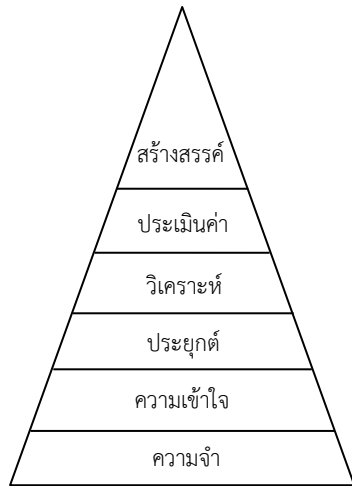 สร้างสรรค์
ประเมินค่า
วิเคราะห์
ประยุกต์
ความเข้าใจ
ความจำ